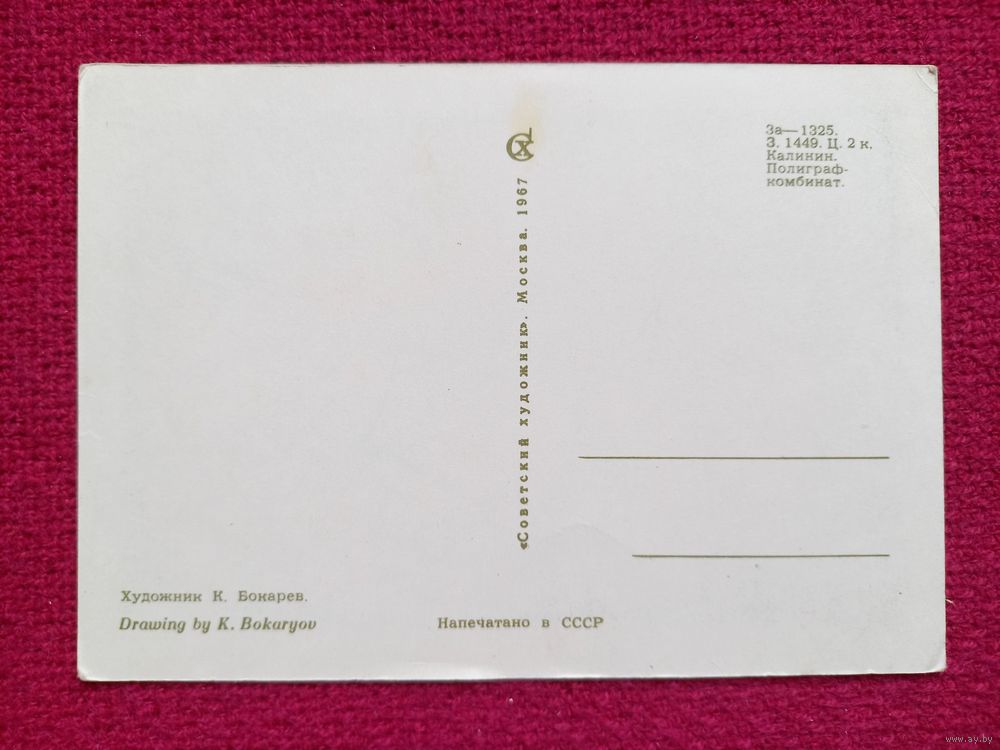 За—1325.
З. 1449. Ц. 2 к.
Калинин.
Полиграф-
комбинат.
«Советский художник». Москва. 1967
Художник К. Бокарев.
Drawing by K. Bokaryov
Напечатано в СССР
www.ay.by